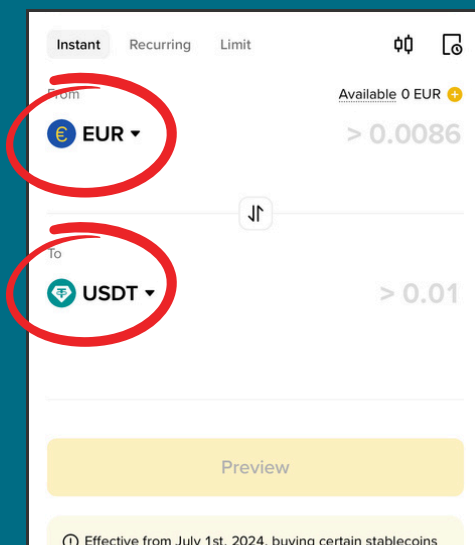 Instant Recurring Limit
From
Available 0 EUR
€ EUR
> 0.0086
To
USDT
> 0.01
Preview
Effective from July 1st, 2024, buying certain stablecoins